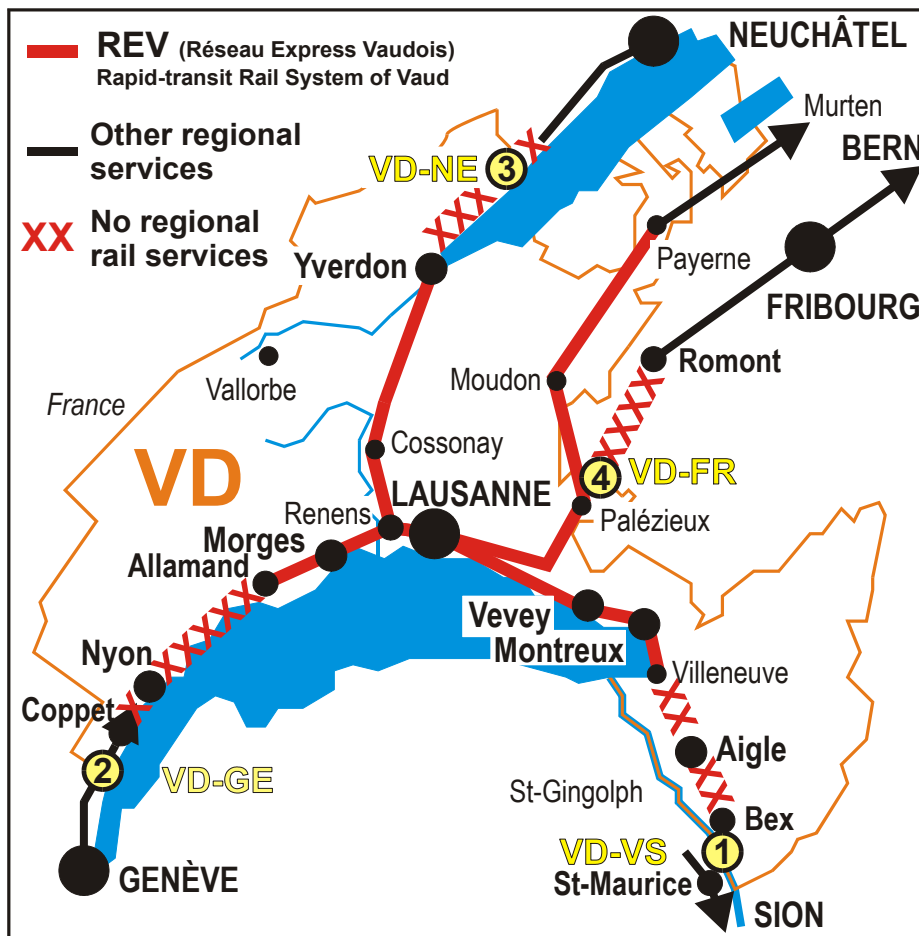 REV (Réseau Express Vaudois)
Rapid-transit Rail System of Vaud
Other regional
services
XX No regional
rail services
NEUCHÂTEL
Murten
BERN
VD-NE 3
Yverdon
Payerne
FRIBOURG
Romont
Vallorbe
Moudon
France
Cossonay
VD
4 VD-FR
LAUSANNE
Renens
Palézieux
Morges
Allamand
Vevey
Montreux
Nyon
Villeneuve
Coppet
Aigle
2 VD-GE
St-Gingolph
Bex
1
VD-VS
St-Maurice
GENÈVE
SION